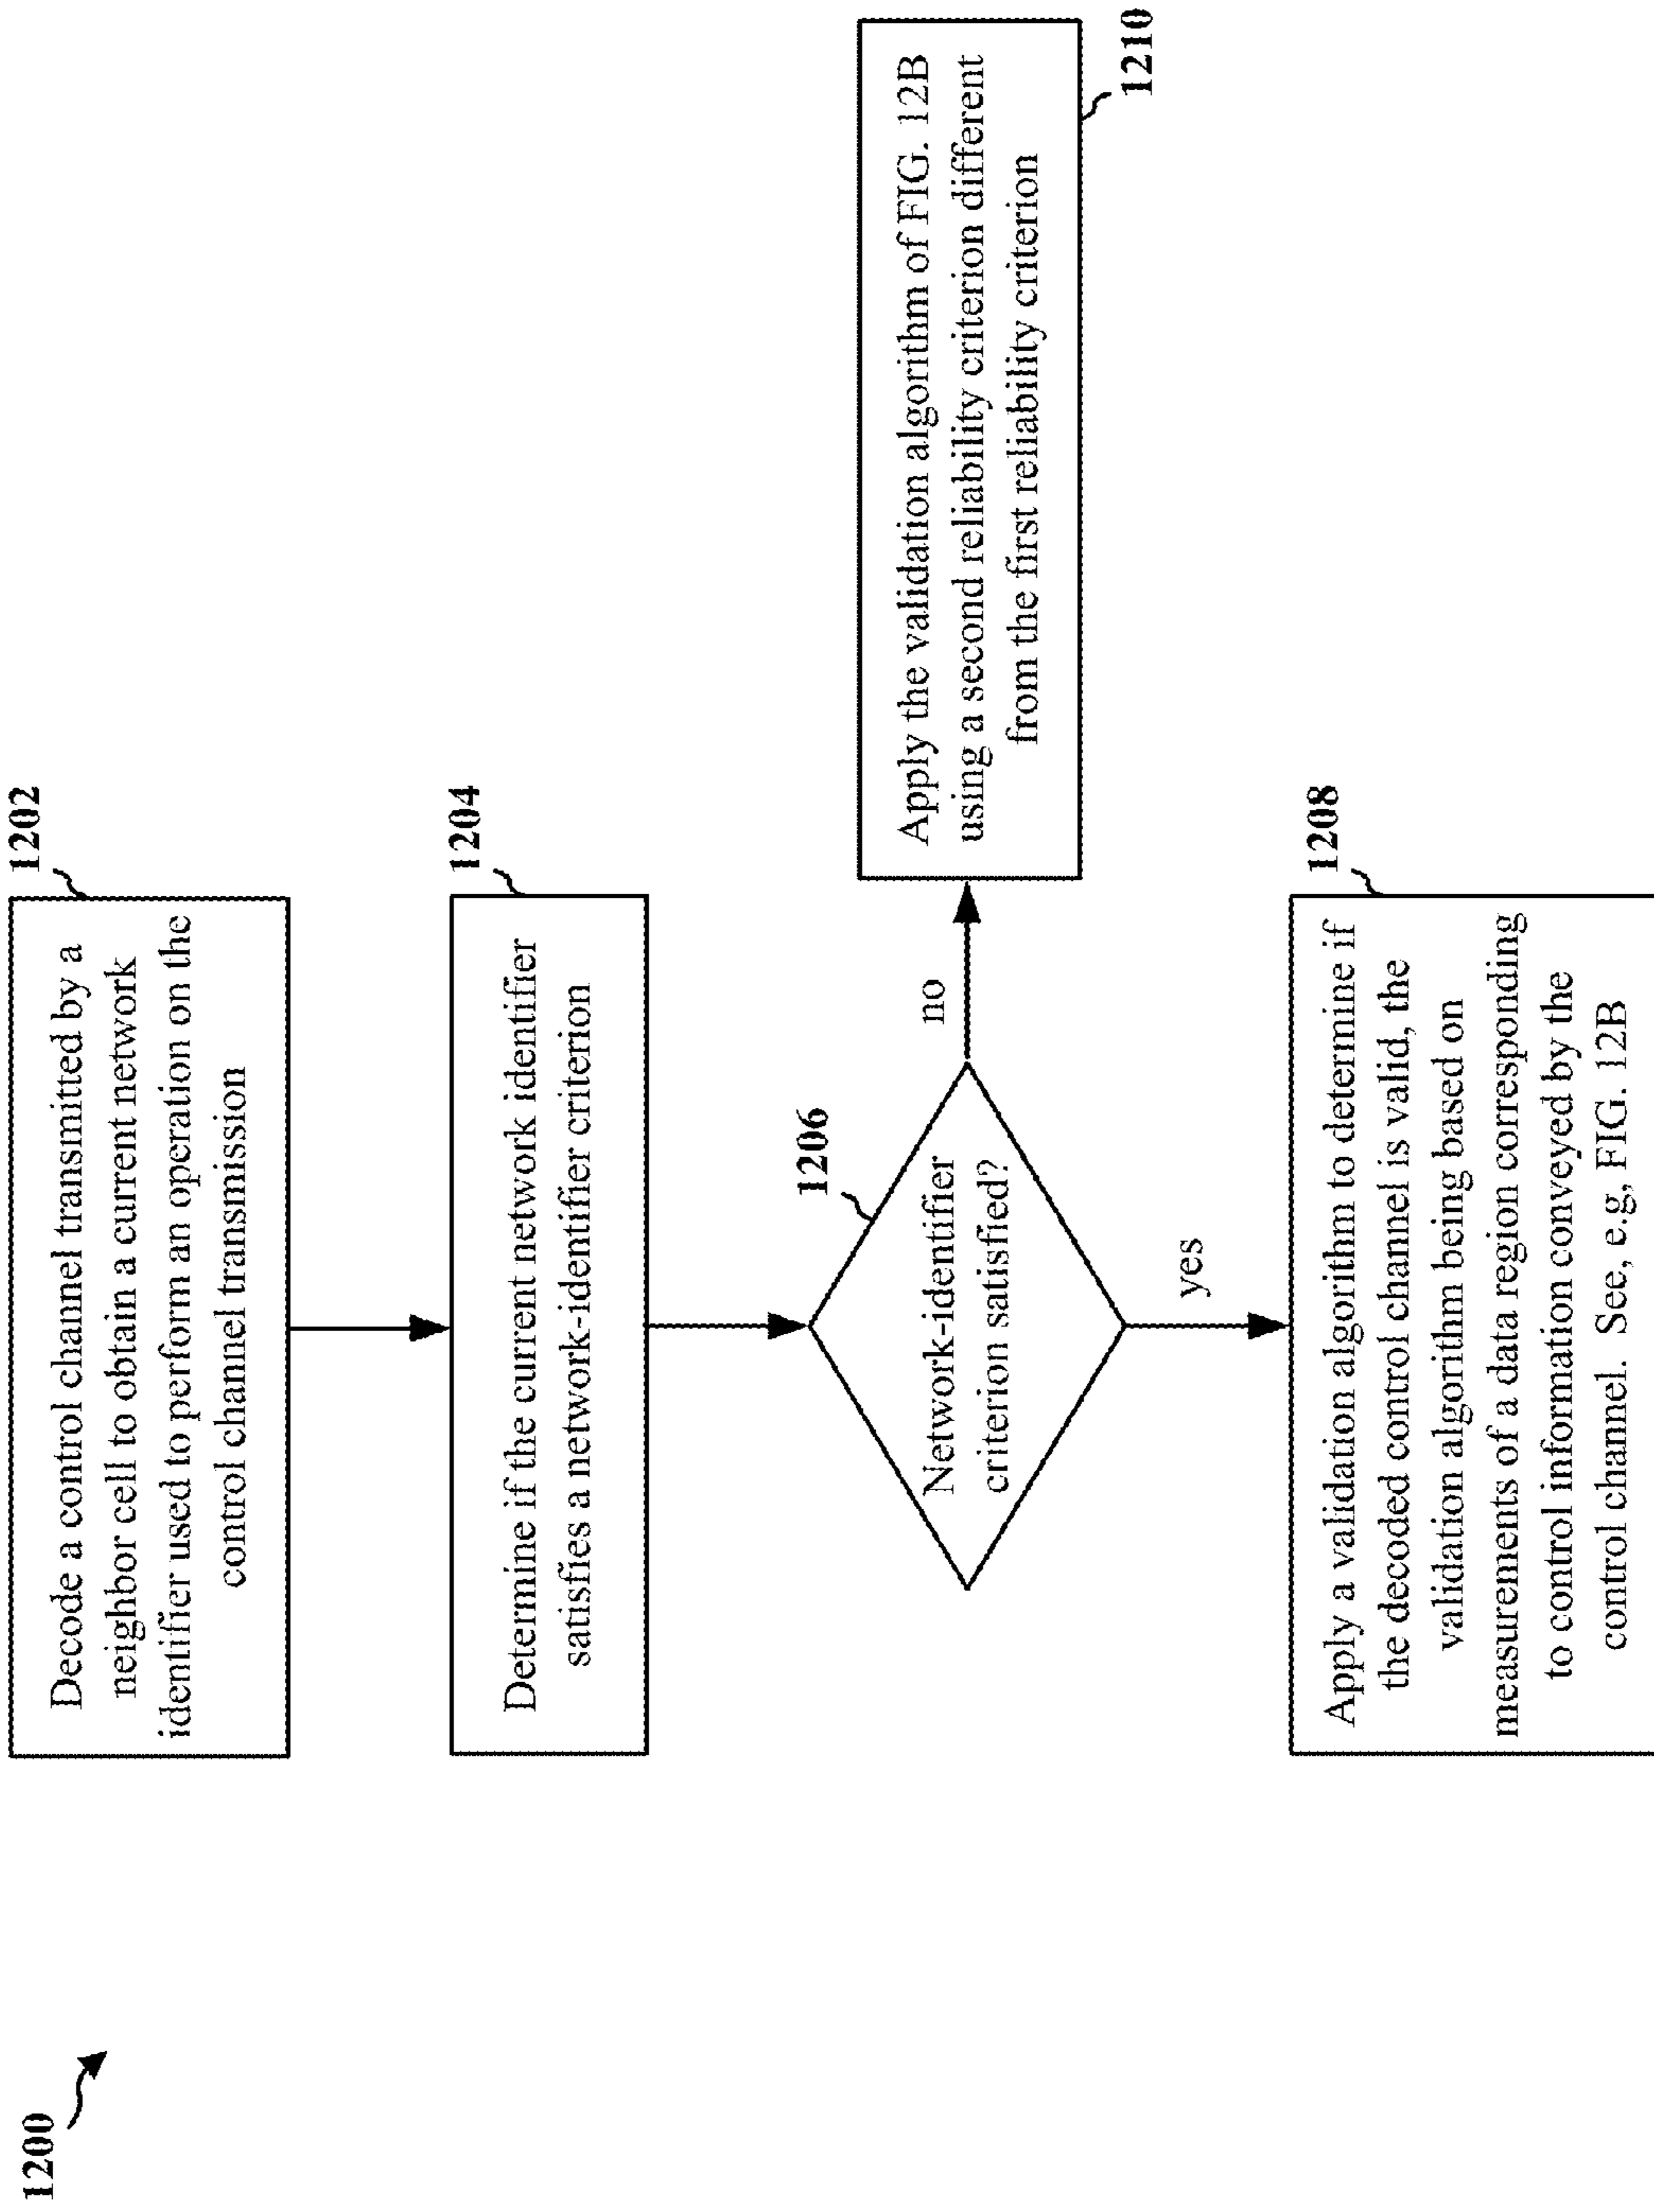 1200
1202
Decode a control channel transmitted by a
neighbor cell to obtain a current network
identifier used to perform an operation on the
control channel transmission
1204
Determine if the current network identifier
satisfies a network-identifier criterion
1206
Network-identifier
criterion satisfied?
no
yes
1210
Apply the validation algorithm of FIG. 12B
using a second reliability criterion different
from the first reliability criterion
1208
Apply a validation algorithm to determine if
the decoded control channel is valid, the
validation algorithm being based on
measurements of a data region corresponding
to control information conveyed by the
control channel. See, e.g, FIG. 12B